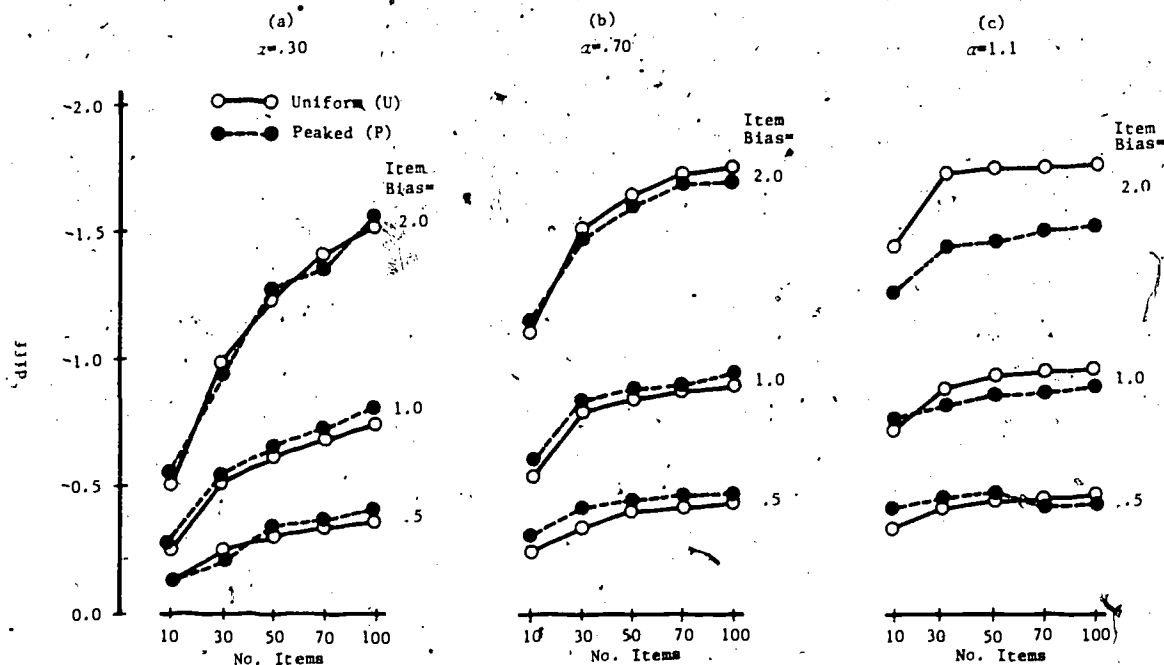 (a)
α=.30
(b)
α=.70
(c)
α=1.1
-2.0
-1.5
-1.0
-0.5
0.0
diff
Uniform (U)
Peaked (P)
Item
Bias=
2.0
1.0
.5
10 30 50 70 100
No. Items
Item
Bias=
2.0
1.0
.5
10 30 50 70 100
No. Items
Item
Bias=
2.0
1.0
.5
10 30 50 70 100
No. Items